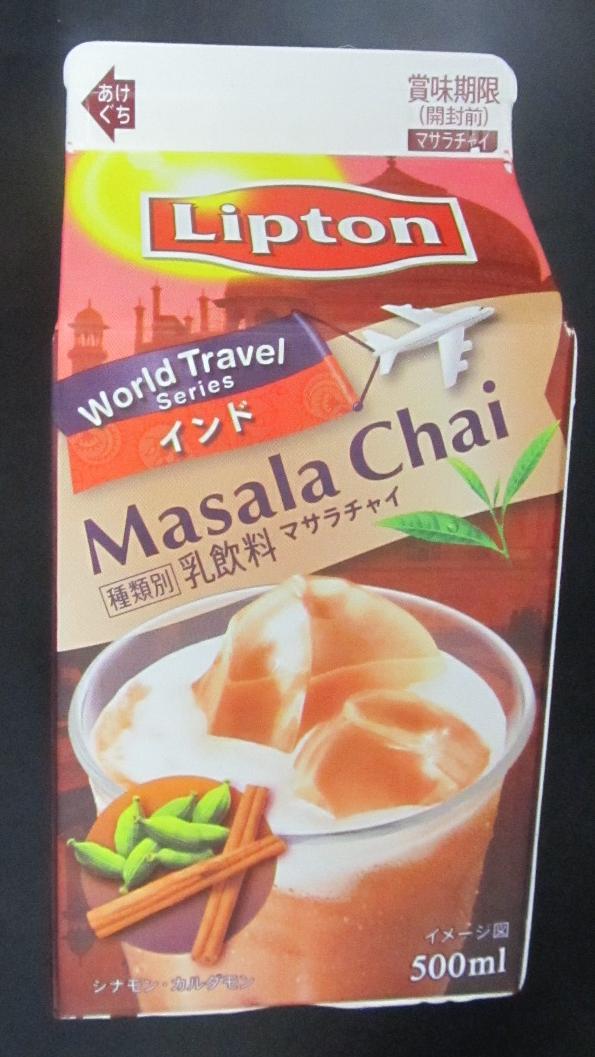 あけ
ぐち
賞味期限
(開封前)
マサラチャイ
Lipton
World Travel
Series
インド
Masala Chai
種類別 乳飲料 マサラチャイ
イメージ図
500ml
シナモン・カルダモン